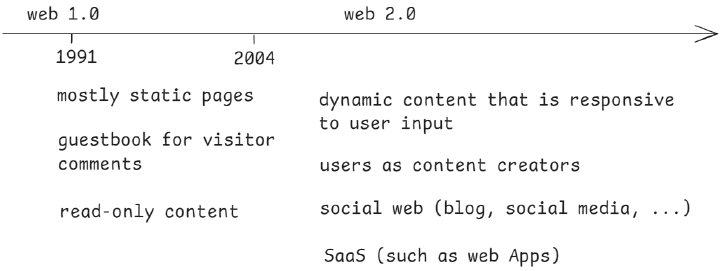 web 1.0
web 2.0
1991
2004
mostly static pages
guestbook for visitor
comments
read-only content
dynamic content that is responsive
to user input
users as content creators
social web (blog, social media, ...)
SaaS (such as web Apps)